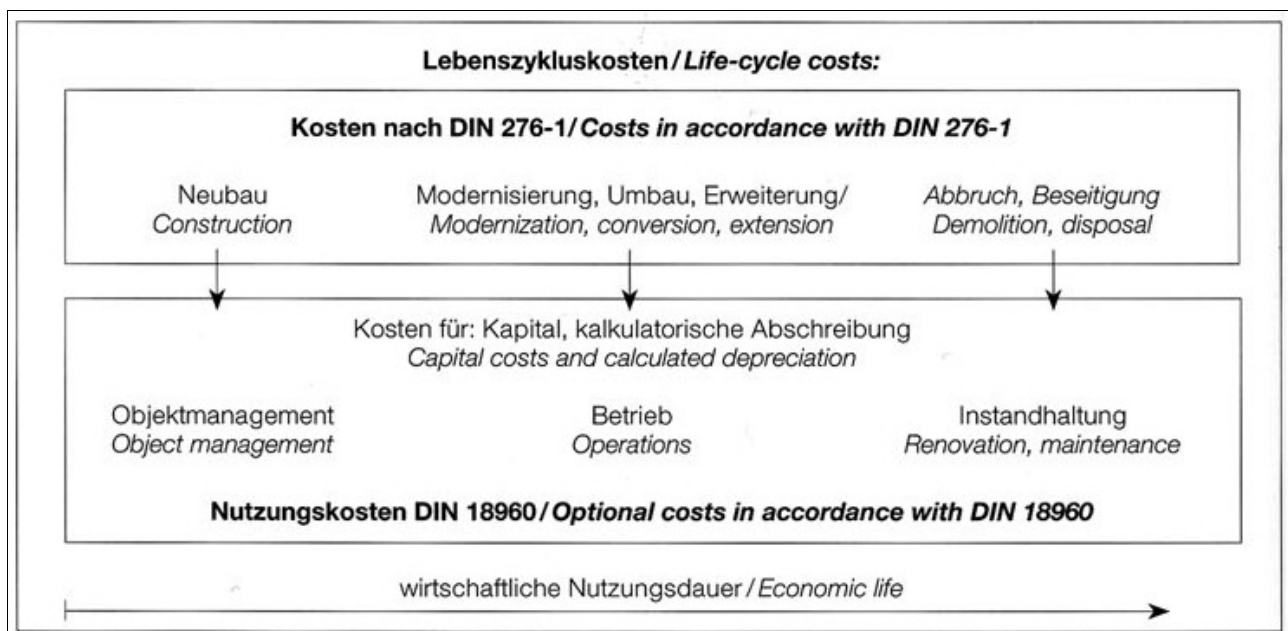 Lebenszykluskosten/Life-cycle costs:
Kosten nach DIN 276-1/Costs in accordance with DIN 276-1
Neubau
Construction
Modernisierung, Umbau, Erweiterung/
Modernization, conversion, extension
Abbruch, Beseitigung
Demolition, disposal
Kosten für: Kapital, kalkulatorische Abschreibung
Capital costs and calculated depreciation
Objektmanagement
Object management
Betrieb
Operations
Instandhaltung
Renovation, maintenance
Nutzungskosten DIN 18960/Optional costs in accordance with DIN 18960
wirtschaftliche Nutzungsdauer/Economic life